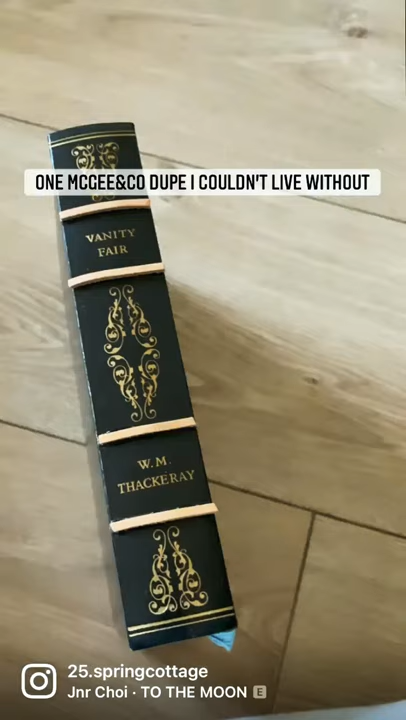 ONE MCGEE&CO DUPE I COULDN'T LIVE WITHOUT
VANITY
FAIR
W. M.
THACKERAY
25.springcottage
Jnr Choi · TO THE MOON E